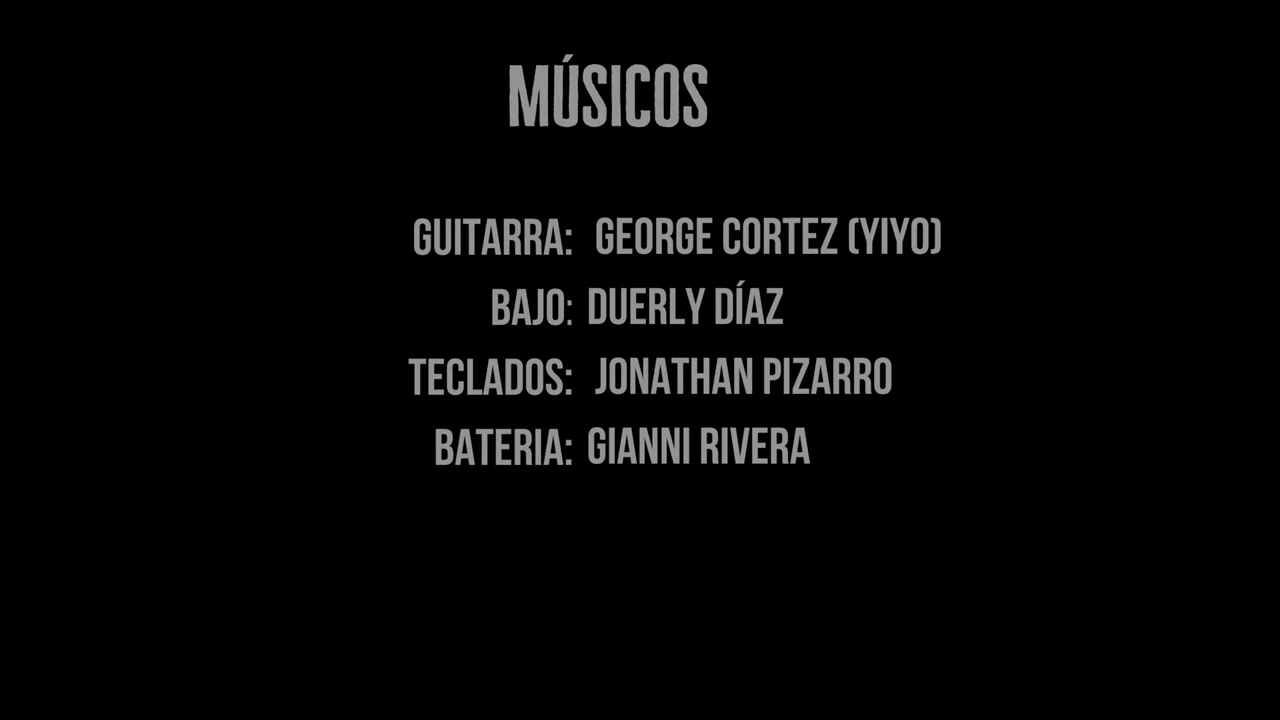 MÚSICOS
GUITARRA: GEORGE CORTEZ (YIYO)
BAJO: DUERLY DÍAZ
TECLADOS: JONATHAN PIZARRO
BATERIA: GIANNI RIVERA